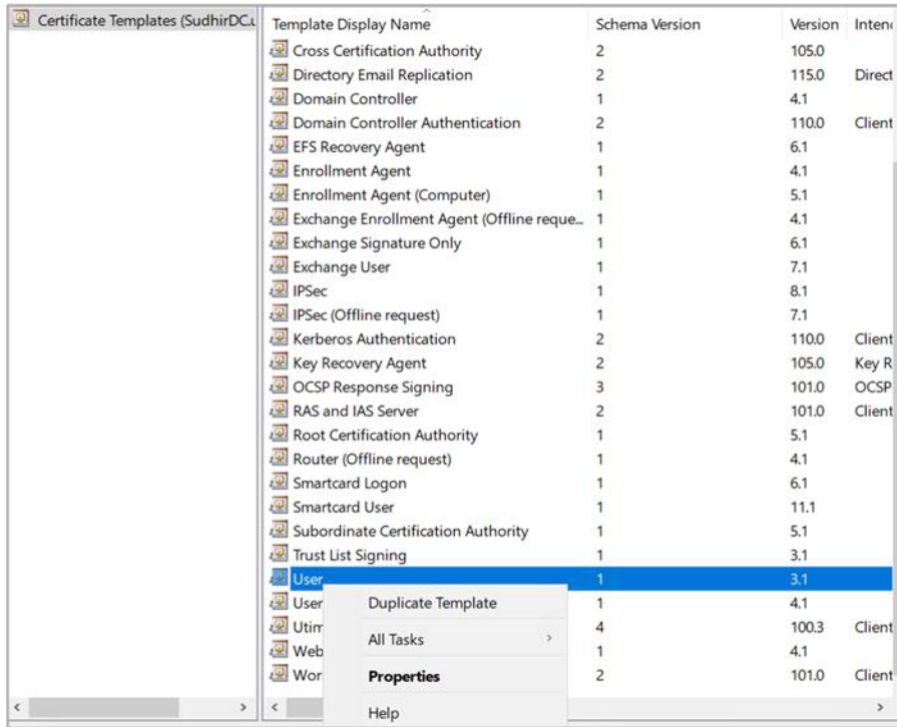 Certificate Templates (SudhirDC.u
Template Display Name Schema Version Version Inten
Cross Certification Authority 2 105.0
Directory Email Replication 2 115.0 Direct
Domain Controller 1 4.1
Domain Controller Authentication 2 110.0 Client
EFS Recovery Agent 1 6.1
Enrollment Agent 1 4.1
Enrollment Agent (Computer) 1 5.1
Exchange Enrollment Agent (Offline reque... 1 4.1
Exchange Signature Only 1 6.1
Exchange User 1 7.1
IPSec 1 8.1
IPSec (Offline request) 1 7.1
Kerberos Authentication 2 110.0 Client
Key Recovery Agent 2 105.0 Key R
OCSP Response Signing 3 101.0 OCSP
RAS and IAS Server 2 101.0 Client
Root Certification Authority 1 5.1
Router (Offline request) 1 4.1
Smartcard Logon 1 6.1
Smartcard User 1 11.1
Subordinate Certification Authority 1 5.1
Trust List Signing 1 3.1
User 1 3.1
User 1 4.1
Utim 4 100.3 Client
Web 1 4.1
Wor 2 101.0 Client
Duplicate Template
All Tasks
Properties
Help